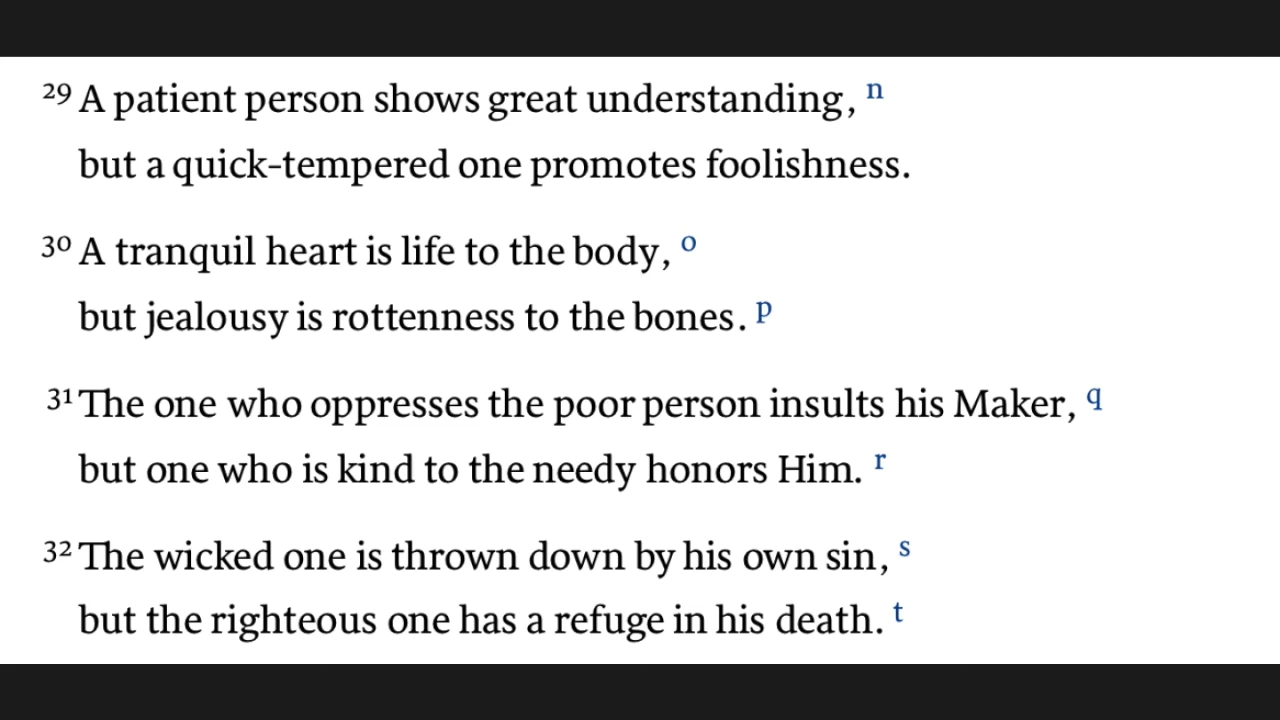 29 A patient person shows great understanding, n
but a quick-tempered one promotes foolishness.
30 A tranquil heart is life to the body, o
but jealousy is rottenness to the bones. p
31 The one who oppresses the poor person insults his Maker, q
but one who is kind to the needy honors Him. r
32 The wicked one is thrown down by his own sin, s
but the righteous one has a refuge in his death. t